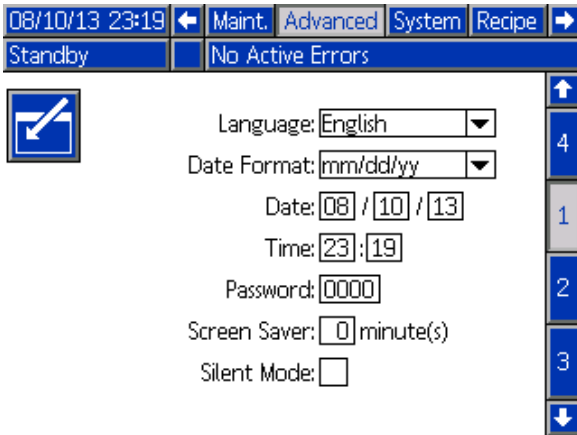 08/10/13 23:19 Maint. Advanced System Recipe
Standby No Active Errors
Language: English
4
Date Format: mm/dd/yy
Date: 08 / 10 / 13
1
Time: 23 : 19
Password: 0000
2
Screen Saver: 0 minute(s)
3
Silent Mode: